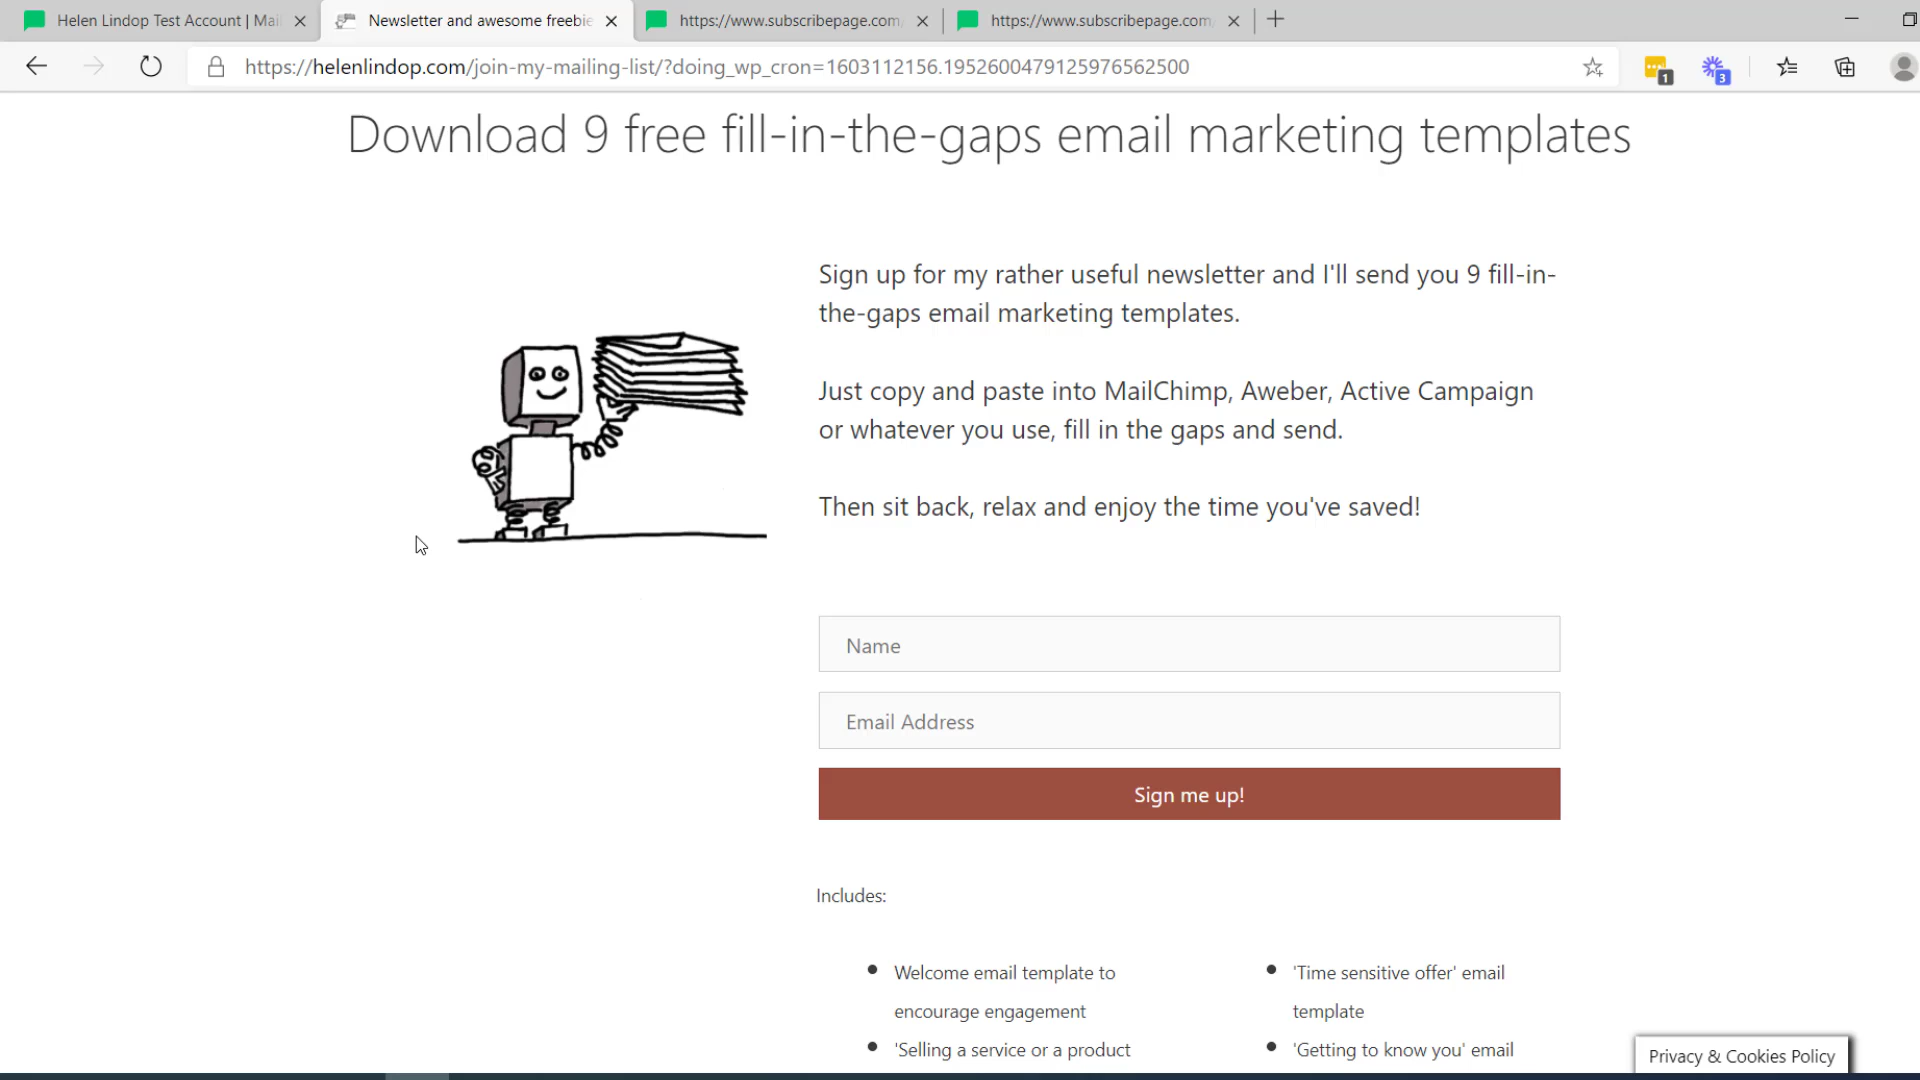 Helen Lindop Test Account | Mail
Newsletter and awesome freebie
https://www.subscribepage.com/
https://www.subscribepage.com/
https://helenlindop.com/join-my-mailing-list/?doing_wp_cron=1603112156.1952600479125976562500
1
3
Download 9 free fill-in-the-gaps email marketing templates
Sign up for my rather useful newsletter and I'll send you 9 fill-in-
the-gaps email marketing templates.
Just copy and paste into MailChimp, Aweber, Active Campaign
or whatever you use, fill in the gaps and send.
Then sit back, relax and enjoy the time you've saved!
Name
Email Address
Sign me up!
Includes:
Welcome email template to
encourage engagement
'Selling a service or a product
'Time sensitive offer' email
template
'Getting to know you' email
Privacy & Cookies Policy